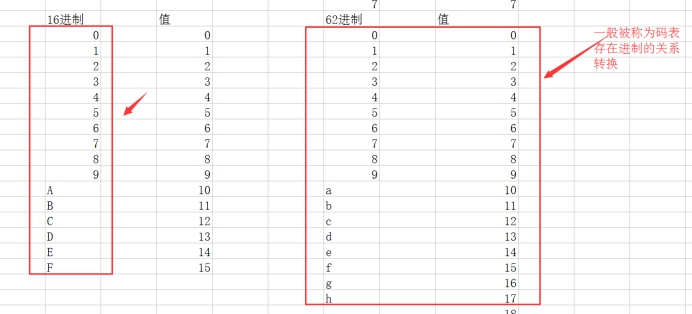 7 7
16进制 值 62进制 值
0 0 0 0
1 1 1 1
2 2 2 2
3 3 3 3
4 4 4 4
5 5 5 5
6 6 6 6
7 7 7 7
8 8 8 8
9 9 9 9
A 10 a 10
B 11 b 11
C 12 c 12
D 13 d 13
E 14 e 14
F 15 f 15
g 16
h 17
18
一般被称为码表
存在进制的关系
转换